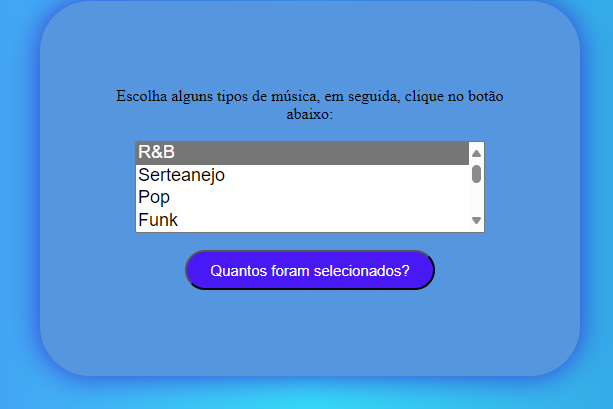 Escolha alguns tipos de música, em seguida, clique no botão
abaixo:
R&B
Serteanejo
Pop
Funk
Quantos foram selecionados?